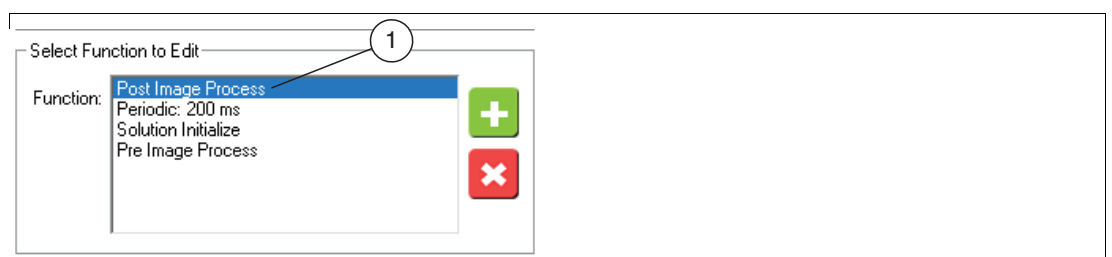 1
Select Function to Edit
Function:
Post Image Process
Periodic: 200 ms
Solution Initialize
Pre Image Process